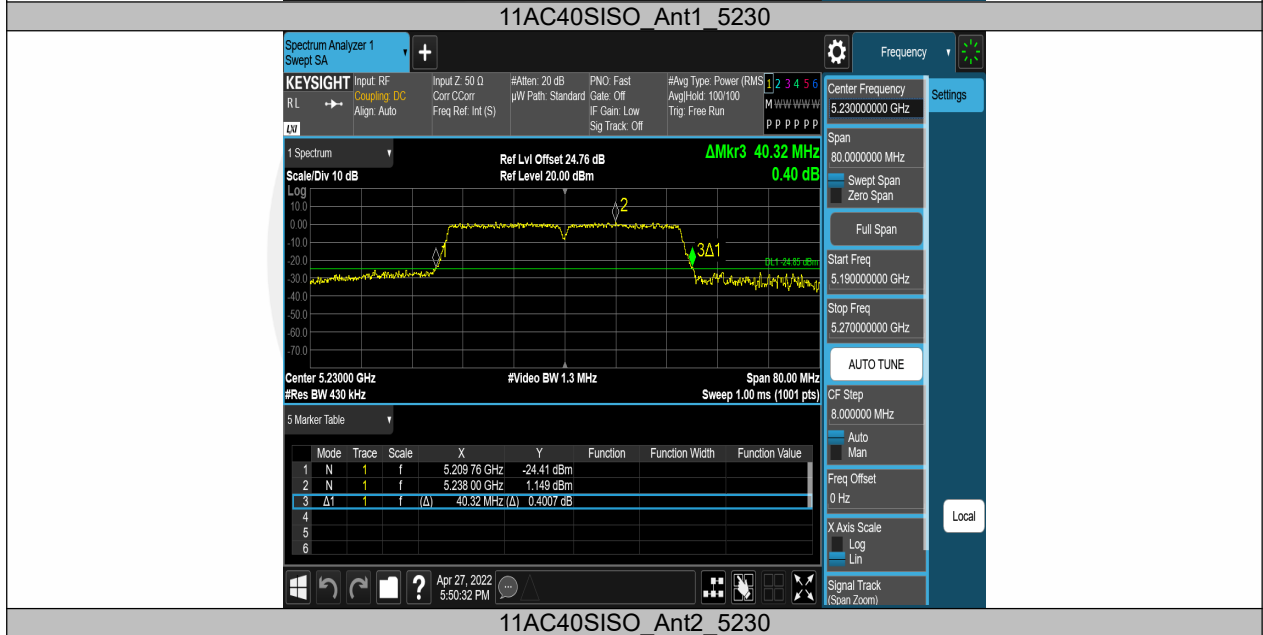 11AC40SISO_Ant1_5230
Spectrum Analyzer 1
Swept SA
+
Frequency
KEYSIGHT
RL
LXI
Input: RF
Coupling: DC
Align: Auto
Input Z: 50 Ω
Corr CCorr
Freq Ref: Int (S)
#Atten: 20 dB
µW Path: Standard
PNO: Fast
Gate: Off
IF Gain: Low
Sig Track: Off
#Avg Type: Power (RMS
Avg|Hold: 100/100
Trig: Free Run
1 2 3 4 5 6
M W W W W W
P P P P P P
Center Frequency
5.230000000 GHz
Settings
Span
80.0000000 MHz
Swept Span
Zero Span
Full Span
Start Freq
5.190000000 GHz
Stop Freq
5.270000000 GHz
AUTO TUNE
CF Step
8.000000 MHz
Auto
Man
Freq Offset
0 Hz
X Axis Scale
Log
Lin
Signal Track
(Span Zoom)
Local
1 Spectrum
Scale/Div 10 dB
Ref Lvl Offset 24.76 dB
Ref Level 20.00 dBm
ΔMkr3 40.32 MHz
0.40 dB
Log
10.0
0.00
-10.0
-20.0
-30.0
-40.0
-50.0
-60.0
-70.0
1
2
3Δ1
DL1 -24.85 dBm
Center 5.23000 GHz
#Video BW 1.3 MHz
Span 80.00 MHz
#Res BW 430 kHz
Sweep 1.00 ms (1001 pts)
5 Marker Table
Mode Trace Scale X Y Function Function Width Function Value
1 N 1 f 5.209 76 GHz -24.41 dBm
2 N 1 f 5.238 00 GHz 1.149 dBm
3 Δ1 1 f (Δ) 40.32 MHz (Δ) 0.4007 dB
4
5
6
?
Apr 27, 2022
5:50:32 PM
11AC40SISO_Ant2_5230